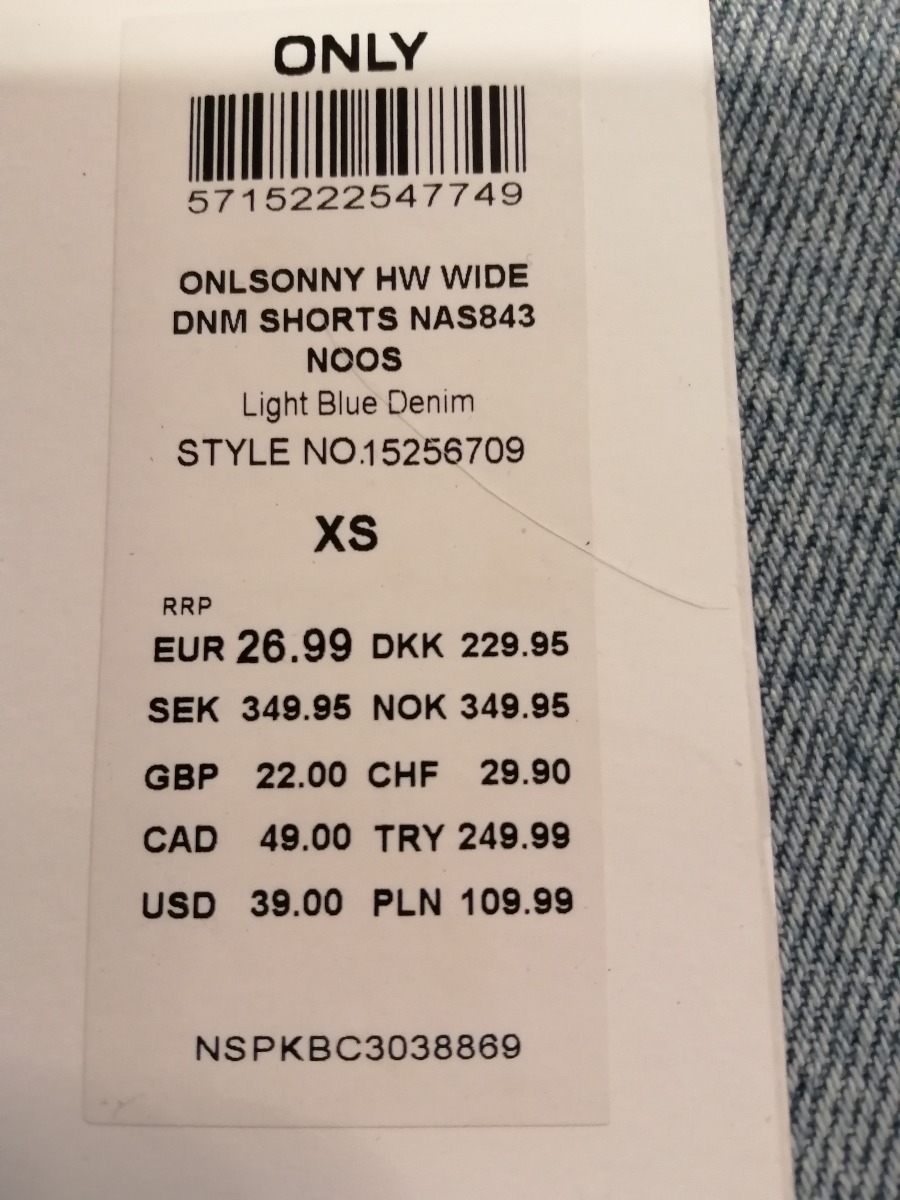 ONLY
5715222547749
ONLSONNY HW WIDE
DNM SHORTS NAS843
NOOS
Light Blue Denim
STYLE NO.15256709
XS
RRP
EUR 26.99 DKK 229.95
SEK 349.95 NOK 349.95
GBP 22.00 CHF 29.90
CAD 49.00 TRY 249.99
USD 39.00 PLN 109.99
NSPKBC3038869